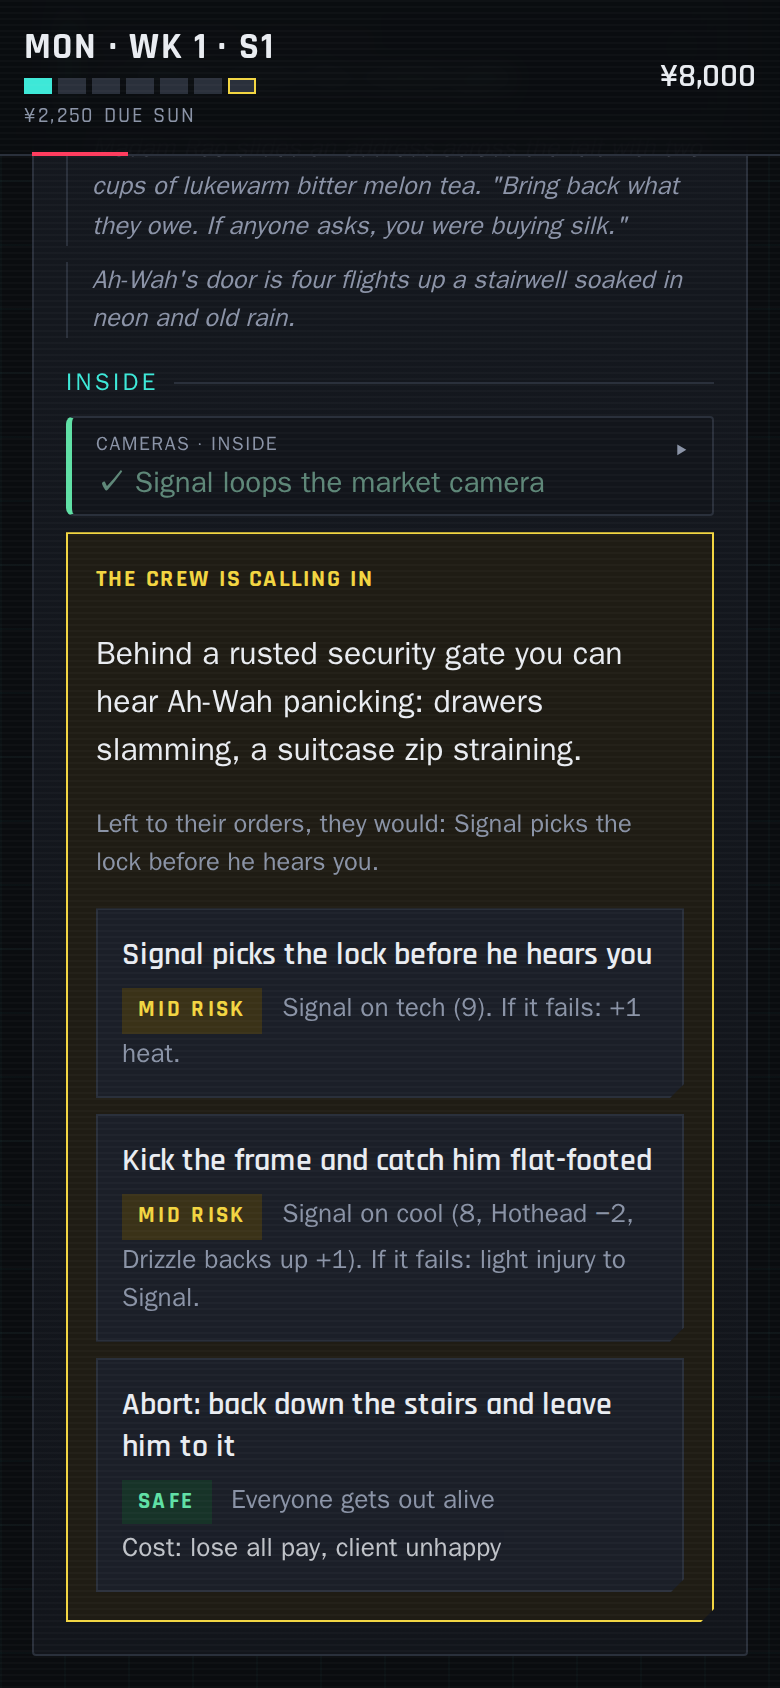 MON · WK 1 · S1
¥8,000
¥2,250 DUE SUN
cups of lukewarm bitter melon tea. "Bring back what
they owe. If anyone asks, you were buying silk."
Ah-Wah's door is four flights up a stairwell soaked in
neon and old rain.
INSIDE
CAMERAS · INSIDE
▸
✓ Signal loops the market camera
THE CREW IS CALLING IN
Behind a rusted security gate you can
hear Ah-Wah panicking: drawers
slamming, a suitcase zip straining.
Left to their orders, they would: Signal picks the
lock before he hears you.
Signal picks the lock before he hears you
MID RISK Signal on tech (9). If it fails: +1
heat.
Kick the frame and catch him flat-footed
MID RISK Signal on cool (8, Hothead −2,
Drizzle backs up +1). If it fails: light injury to
Signal.
Abort: back down the stairs and leave
him to it
SAFE Everyone gets out alive
Cost: lose all pay, client unhappy